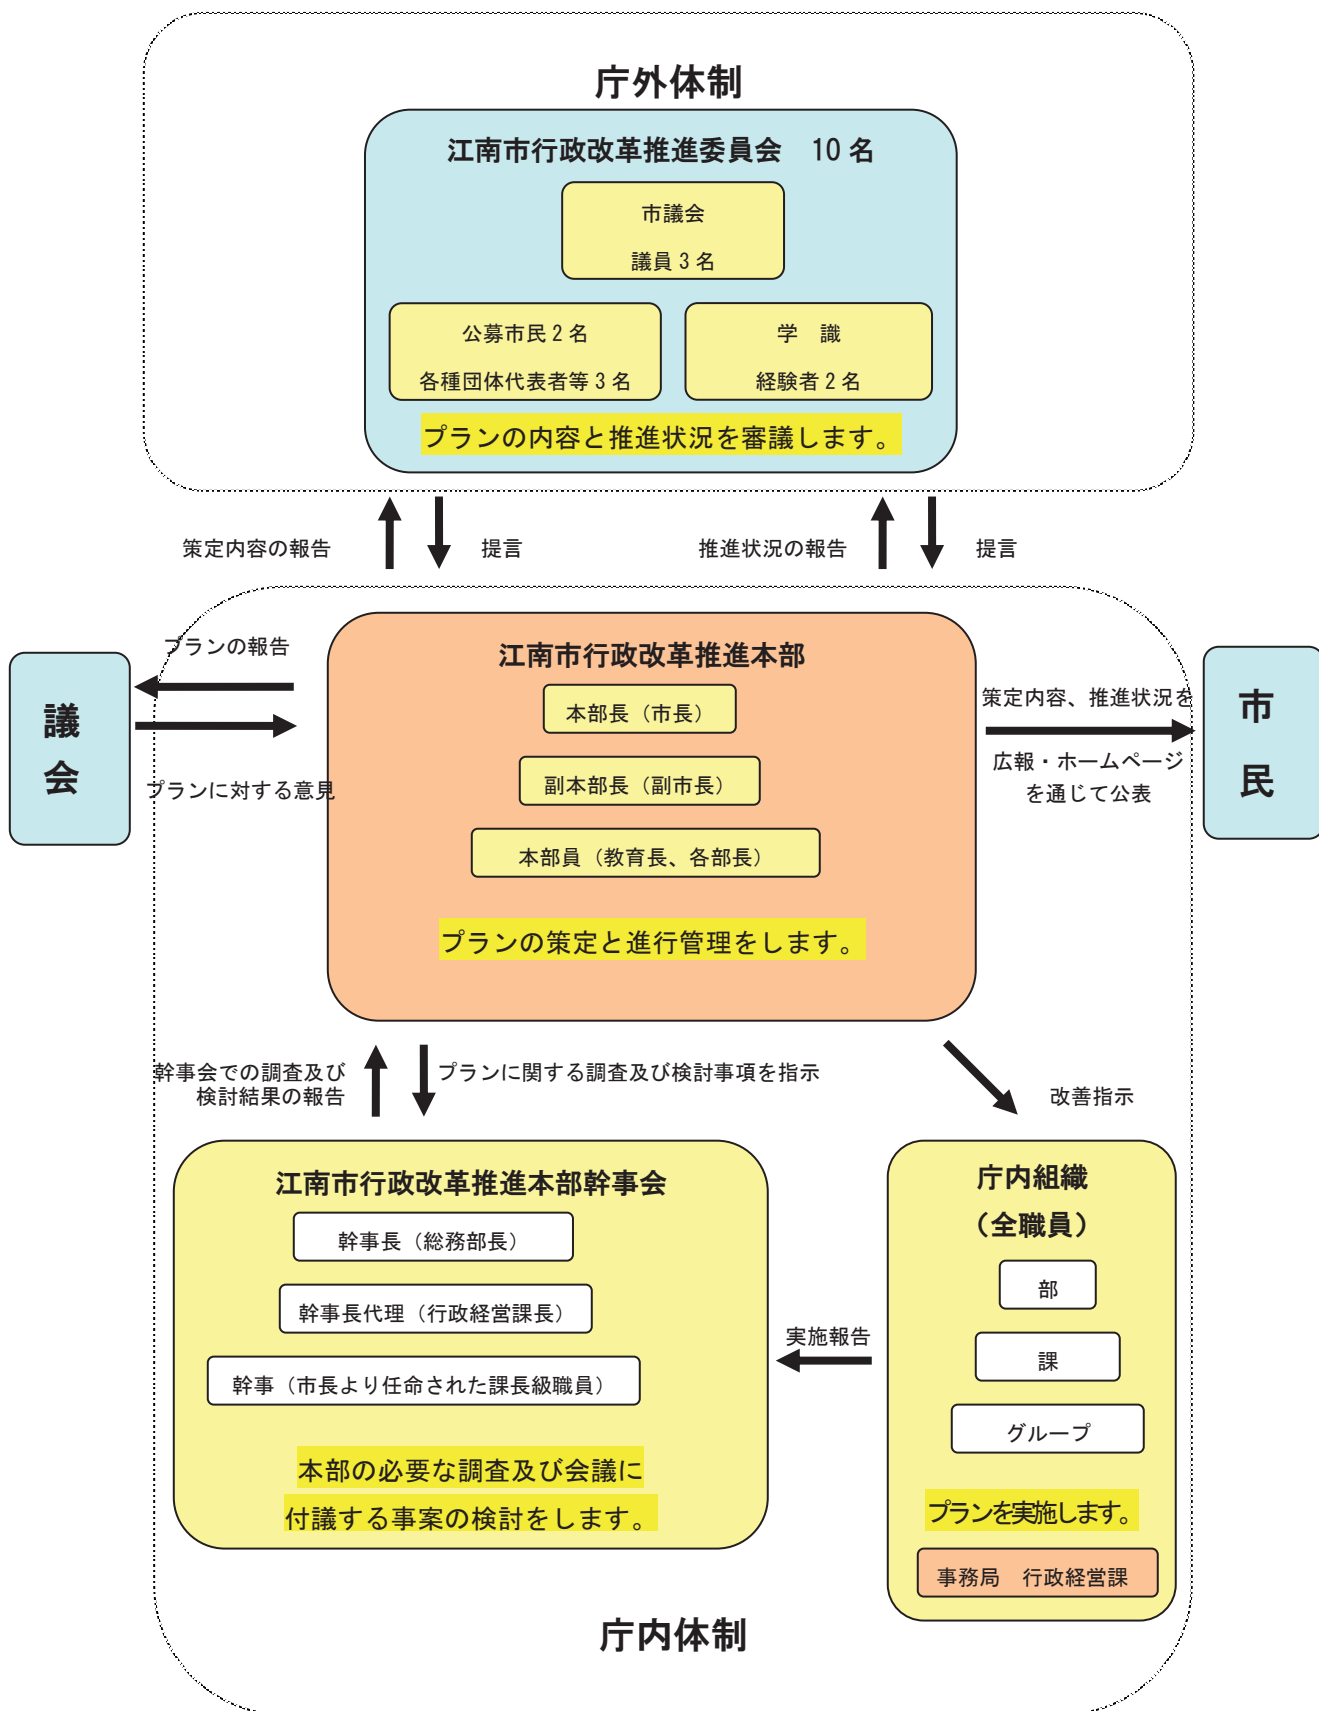 庁外体制
江南市行政改革推進委員会　10 名
市議会
議員 3 名
公募市民 2 名
各種団体代表者等 3 名
学　識
経験者 2 名
プランの内容と推進状況を審議します。
策定内容の報告
提言
推進状況の報告
提言
議
会
プランの報告
プランに対する意見
江南市行政改革推進本部
本部長（市長）
副本部長（副市長）
本部員（教育長、各部長）
プランの策定と進行管理をします。
策定内容、推進状況を
広報・ホームページ
を通じて公表
市
民
幹事会での調査及び
検討結果の報告
プランに関する調査及び検討事項を指示
改善指示
江南市行政改革推進本部幹事会
幹事長（総務部長）
幹事長代理（行政経営課長）
幹事（市長より任命された課長級職員）
本部の必要な調査及び会議に
付議する事案の検討をします。
実施報告
庁内組織
（全職員）
部
課
グループ
プランを実施します。
事務局　行政経営課
庁内体制